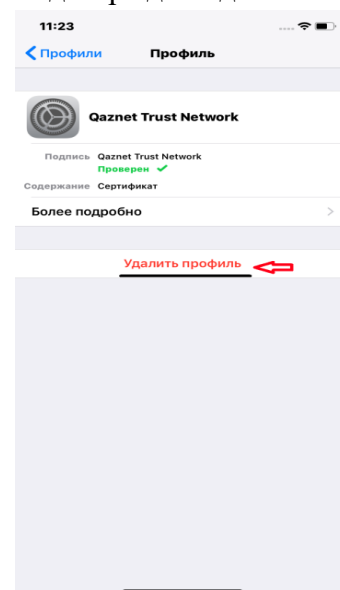 11:23
Профили Профиль
Qaznet Trust Network
Подпись Qaznet Trust Network
Проверен
Содержание Сертификат
Более подробно
Удалить профиль